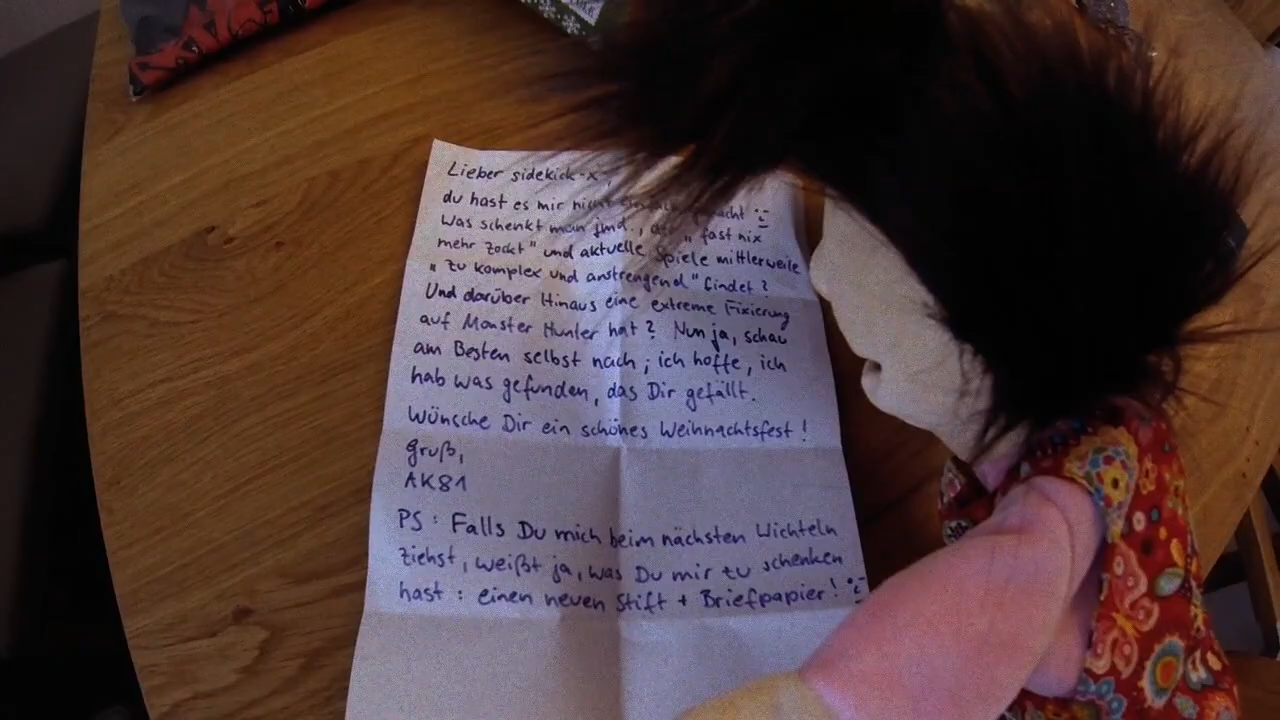 Lieber sidekick-x,
du hast es mir nicht einfach gemacht :-)
Was schenkt man jmd., der "fast nix
mehr zockt" und aktuelle Spiele mittlerweile
"zu komplex und anstrengend" findet?
Und darüber Hinaus eine extreme Fixierung
auf Monster Hunter hat? Nun ja, schau
am Besten selbst nach; ich hoffe, ich
hab was gefunden, das Dir gefällt.
Wünsche Dir ein schönes Weihnachtsfest!
Gruß,
AK81
PS: Falls Du mich beim nächsten Wichteln
ziehst, weißt ja, was Du mir zu schenken
hast: einen neuen Stift + Briefpapier! :-)